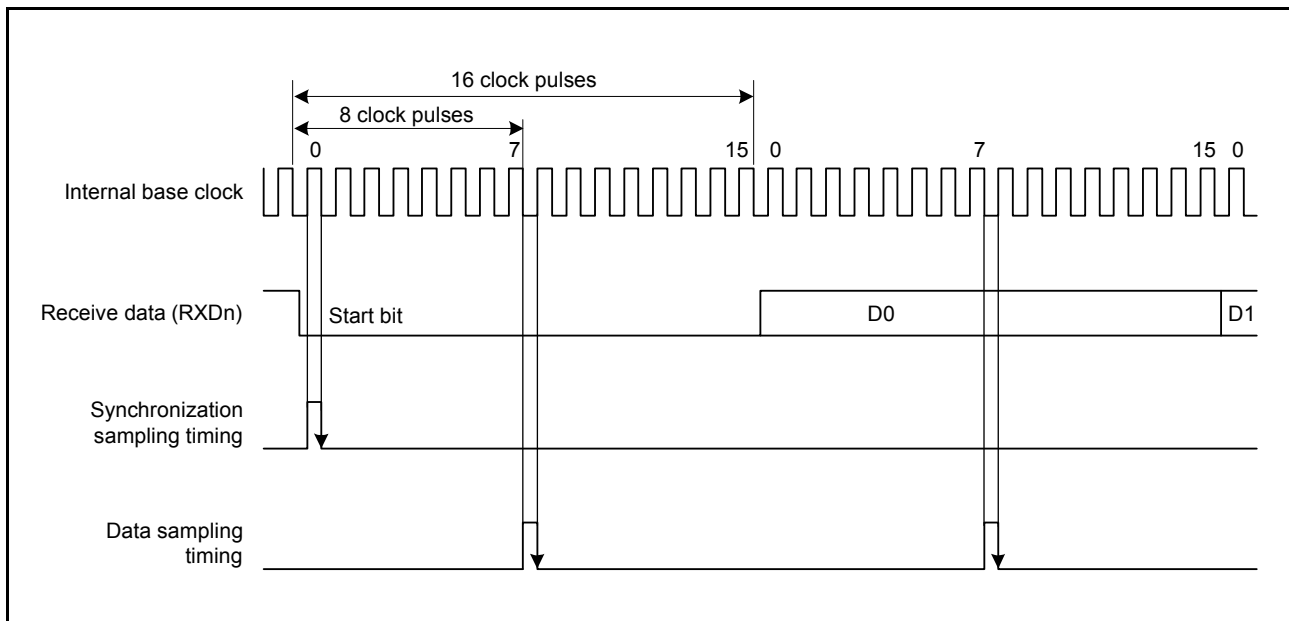 16 clock pulses
8 clock pulses
0 7 15 0 7 15 0
Internal base clock
Receive data (RXDn)
Start bit
D0
D1
Synchronization
sampling timing
Data sampling
timing